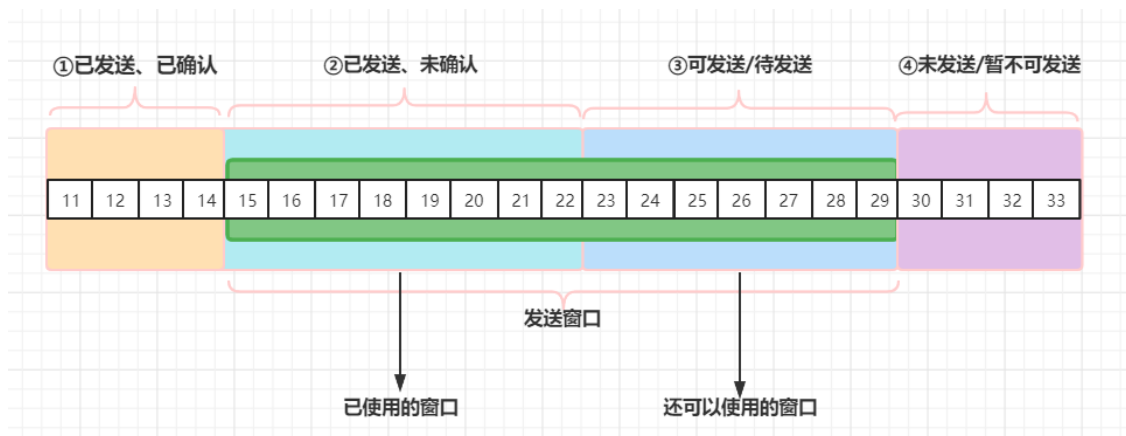 ①已发送、已确认 ②已发送、未确认 ③可发送/待发送 ④未发送/暂不可发送
11 12 13 14 15 16 17 18 19 20 21 22 23 24 25 26 27 28 29 30 31 32 33
发送窗口
已使用的窗口 还可以使用的窗口